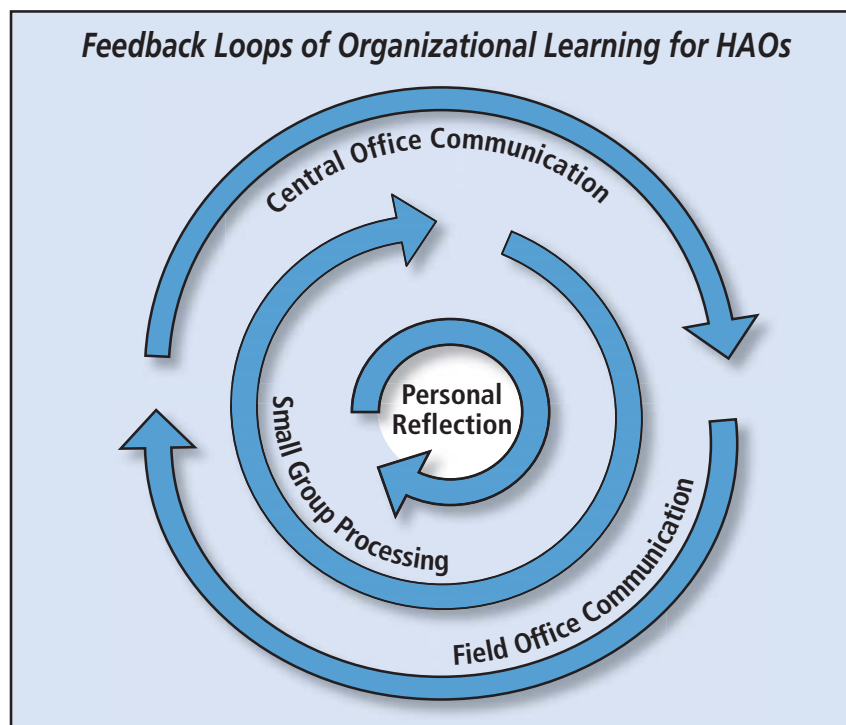 Feedback Loops of Organizational Learning for HAOs
Central Office Communication
Personal
Reflection
Small Group Processing
Field Office Communication